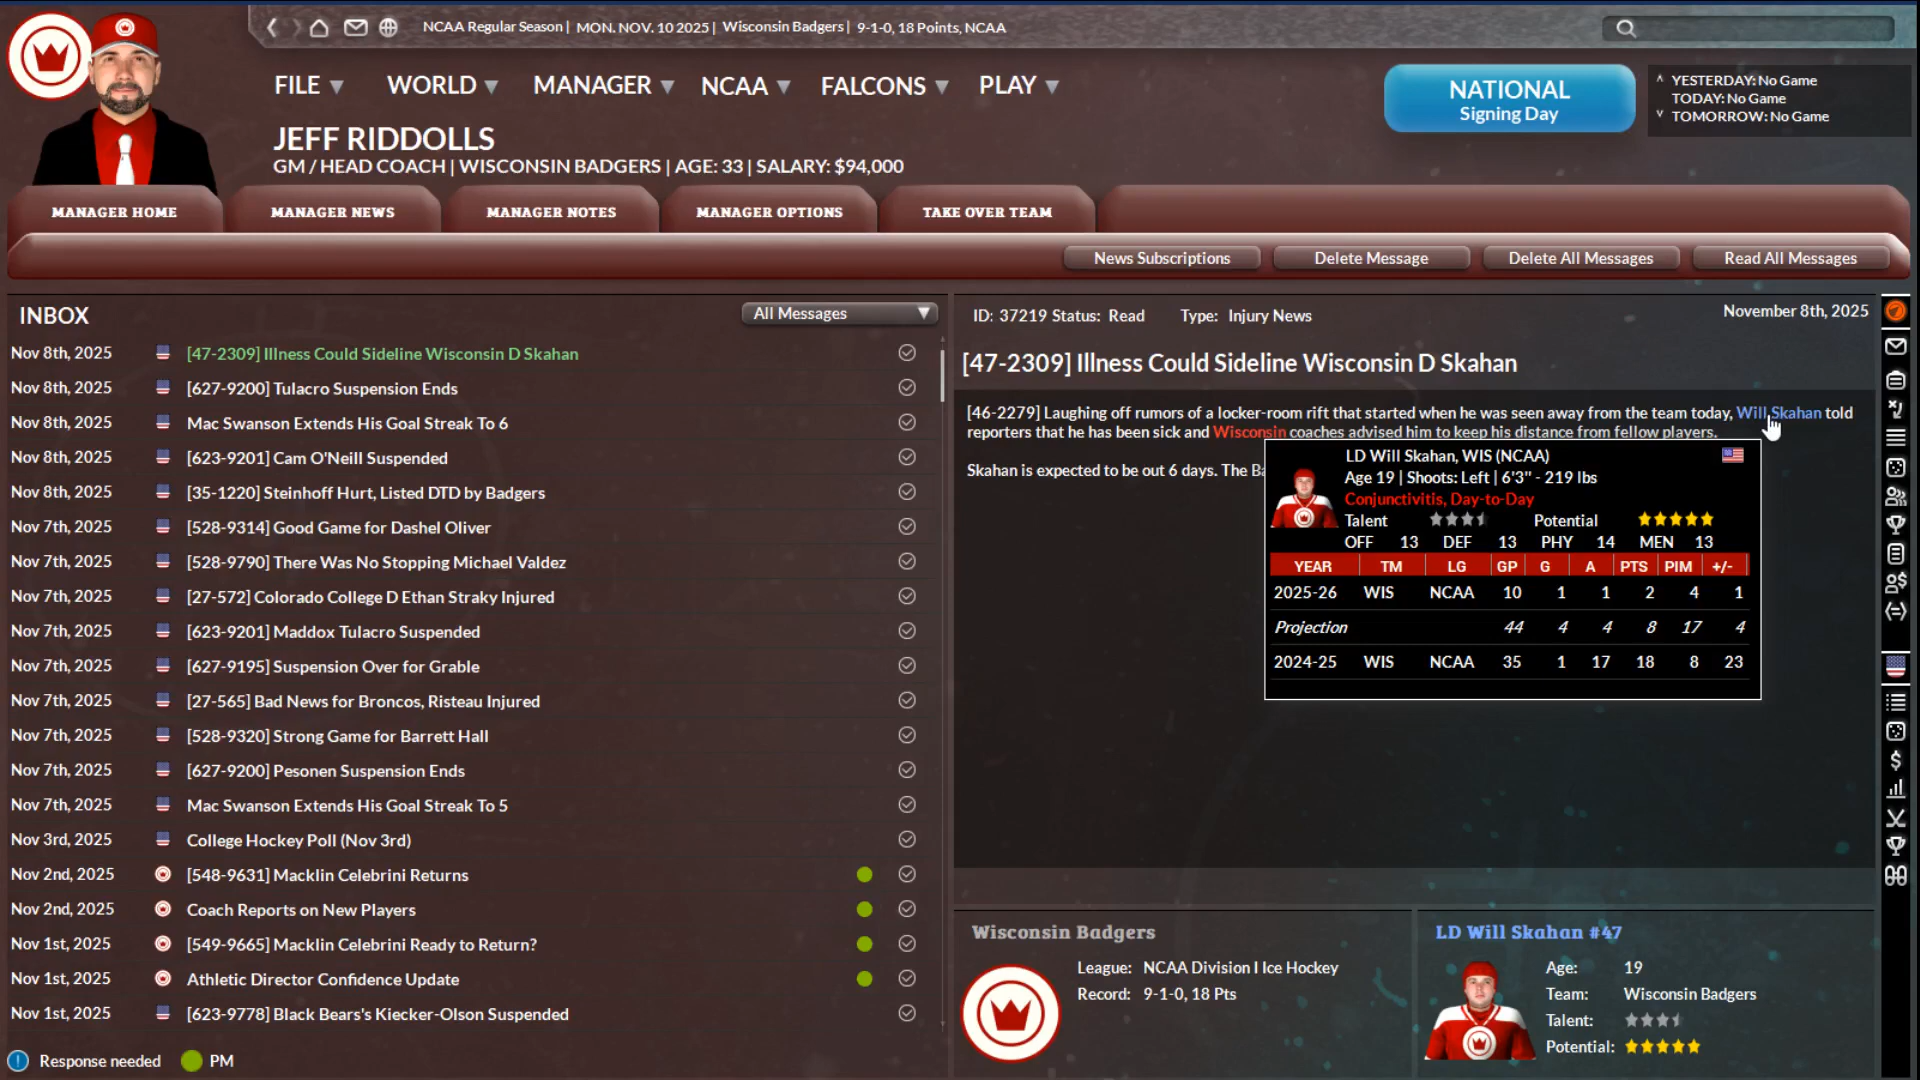 NCAA Regular Season | MON. NOV. 10 2025 | Wisconsin Badgers | 9-1-0, 18 Points, NCAA
FILE WORLD MANAGER NCAA FALCONS PLAY
NATIONAL
Signing Day
YESTERDAY: No Game
TODAY: No Game
TOMORROW: No Game
JEFF RIDDOLLS
GM / HEAD COACH | WISCONSIN BADGERS | AGE: 33 | SALARY: $94,000
MANAGER HOME MANAGER NEWS MANAGER NOTES MANAGER OPTIONS TAKE OVER TEAM
News Subscriptions Delete Message Delete All Messages Read All Messages
INBOX All Messages
Nov 8th, 2025 [47-2309] Illness Could Sideline Wisconsin D Skahan
Nov 8th, 2025 [627-9200] Tulacro Suspension Ends
Nov 8th, 2025 Mac Swanson Extends His Goal Streak To 6
Nov 8th, 2025 [623-9201] Cam O'Neill Suspended
Nov 8th, 2025 [35-1220] Steinhoff Hurt, Listed DTD by Badgers
Nov 7th, 2025 [528-9314] Good Game for Dashel Oliver
Nov 7th, 2025 [528-9790] There Was No Stopping Michael Valdez
Nov 7th, 2025 [27-572] Colorado College D Ethan Straky Injured
Nov 7th, 2025 [623-9201] Maddox Tulacro Suspended
Nov 7th, 2025 [627-9195] Suspension Over for Grable
Nov 7th, 2025 [27-565] Bad News for Broncos, Risteau Injured
Nov 7th, 2025 [528-9320] Strong Game for Barrett Hall
Nov 7th, 2025 [627-9200] Pesonen Suspension Ends
Nov 7th, 2025 Mac Swanson Extends His Goal Streak To 5
Nov 3rd, 2025 College Hockey Poll (Nov 3rd)
Nov 2nd, 2025 [548-9631] Macklin Celebrini Returns
Nov 2nd, 2025 Coach Reports on New Players
Nov 1st, 2025 [549-9665] Macklin Celebrini Ready to Return?
Nov 1st, 2025 Athletic Director Confidence Update
Nov 1st, 2025 [623-9778] Black Bears's Kiecker-Olson Suspended
Response needed PM
ID: 37219 Status: Read Type: Injury News November 8th, 2025
[47-2309] Illness Could Sideline Wisconsin D Skahan
[46-2279] Laughing off rumors of a locker-room rift that started when he was seen away from the team today, Will Skahan told
reporters that he has been sick and Wisconsin coaches advised him to keep his distance from fellow players.
Skahan is expected to be out 6 days. The
LD Will Skahan, WIS (NCAA)
Age 19 | Shoots: Left | 6'3" - 219 lbs
Conjunctivitis, Day-to-Day
Talent Potential
OFF 13 DEF 13 PHY 14 MEN 13
YEAR TM LG GP G A PTS PIM +/-
2025-26 WIS NCAA 10 1 1 2 4 1
Projection 44 4 4 8 17 4
2024-25 WIS NCAA 35 1 17 18 8 23
Wisconsin Badgers
League: NCAA Division I Ice Hockey
Record: 9-1-0, 18 Pts
LD Will Skahan #47
Age: 19
Team: Wisconsin Badgers
Talent:
Potential: